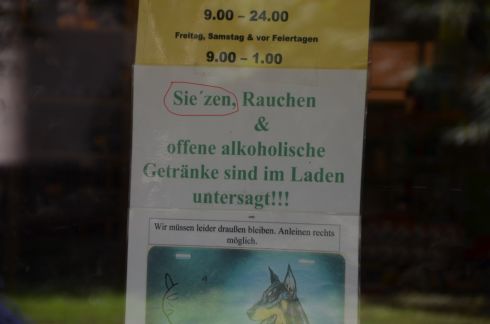 9.00 – 24.00
Freitag, Samstag & vor Feiertagen
9.00 – 1.00
Sie´zen, Rauchen
&
offene alkoholische
Getränke sind im Laden
untersagt!!!
Wir müssen leider draußen bleiben. Anleinen rechts
möglich.